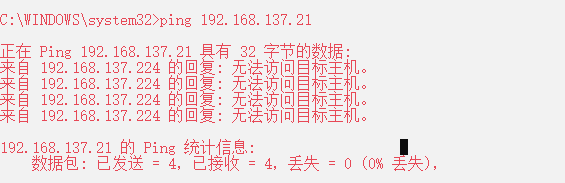 C:\WINDOWS\system32>ping 192.168.137.21
正在 Ping 192.168.137.21 具有 32 字节的数据:
来自 192.168.137.224 的回复: 无法访问目标主机。
来自 192.168.137.224 的回复: 无法访问目标主机。
来自 192.168.137.224 的回复: 无法访问目标主机。
来自 192.168.137.224 的回复: 无法访问目标主机。
192.168.137.21 的 Ping 统计信息:
数据包: 已发送 = 4，已接收 = 4，丢失 = 0 (0% 丢失)，